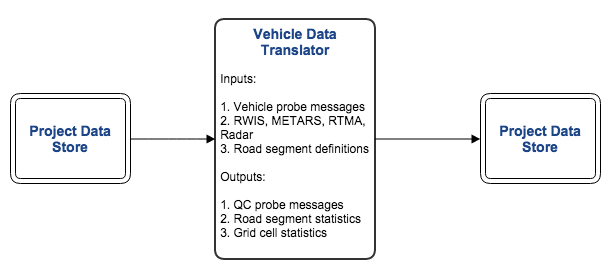 Project Data
Store
Vehicle Data
Translator
Inputs:
1. Vehicle probe messages
2. RWIS, METARS, RTMA,
Radar
3. Road segment definitions
Outputs:
1. QC probe messages
2. Road segment statistics
3. Grid cell statistics
Project Data
Store